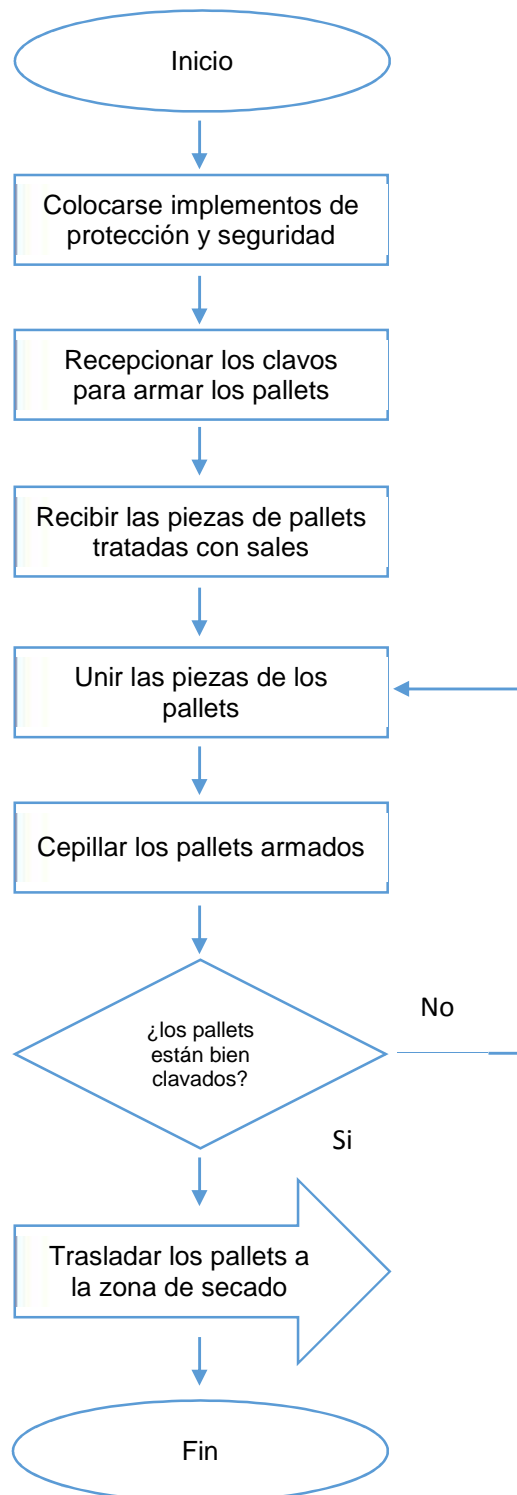 Inicio
Colocarse implementos de
protección y seguridad
Recepcionar los clavos
para armar los pallets
Recibir las piezas de pallets
tratadas con sales
Unir las piezas de los
pallets
Cepillar los pallets armados
¿los pallets
están bien
clavados?
No
Si
Trasladar los pallets a
la zona de secado
Fin